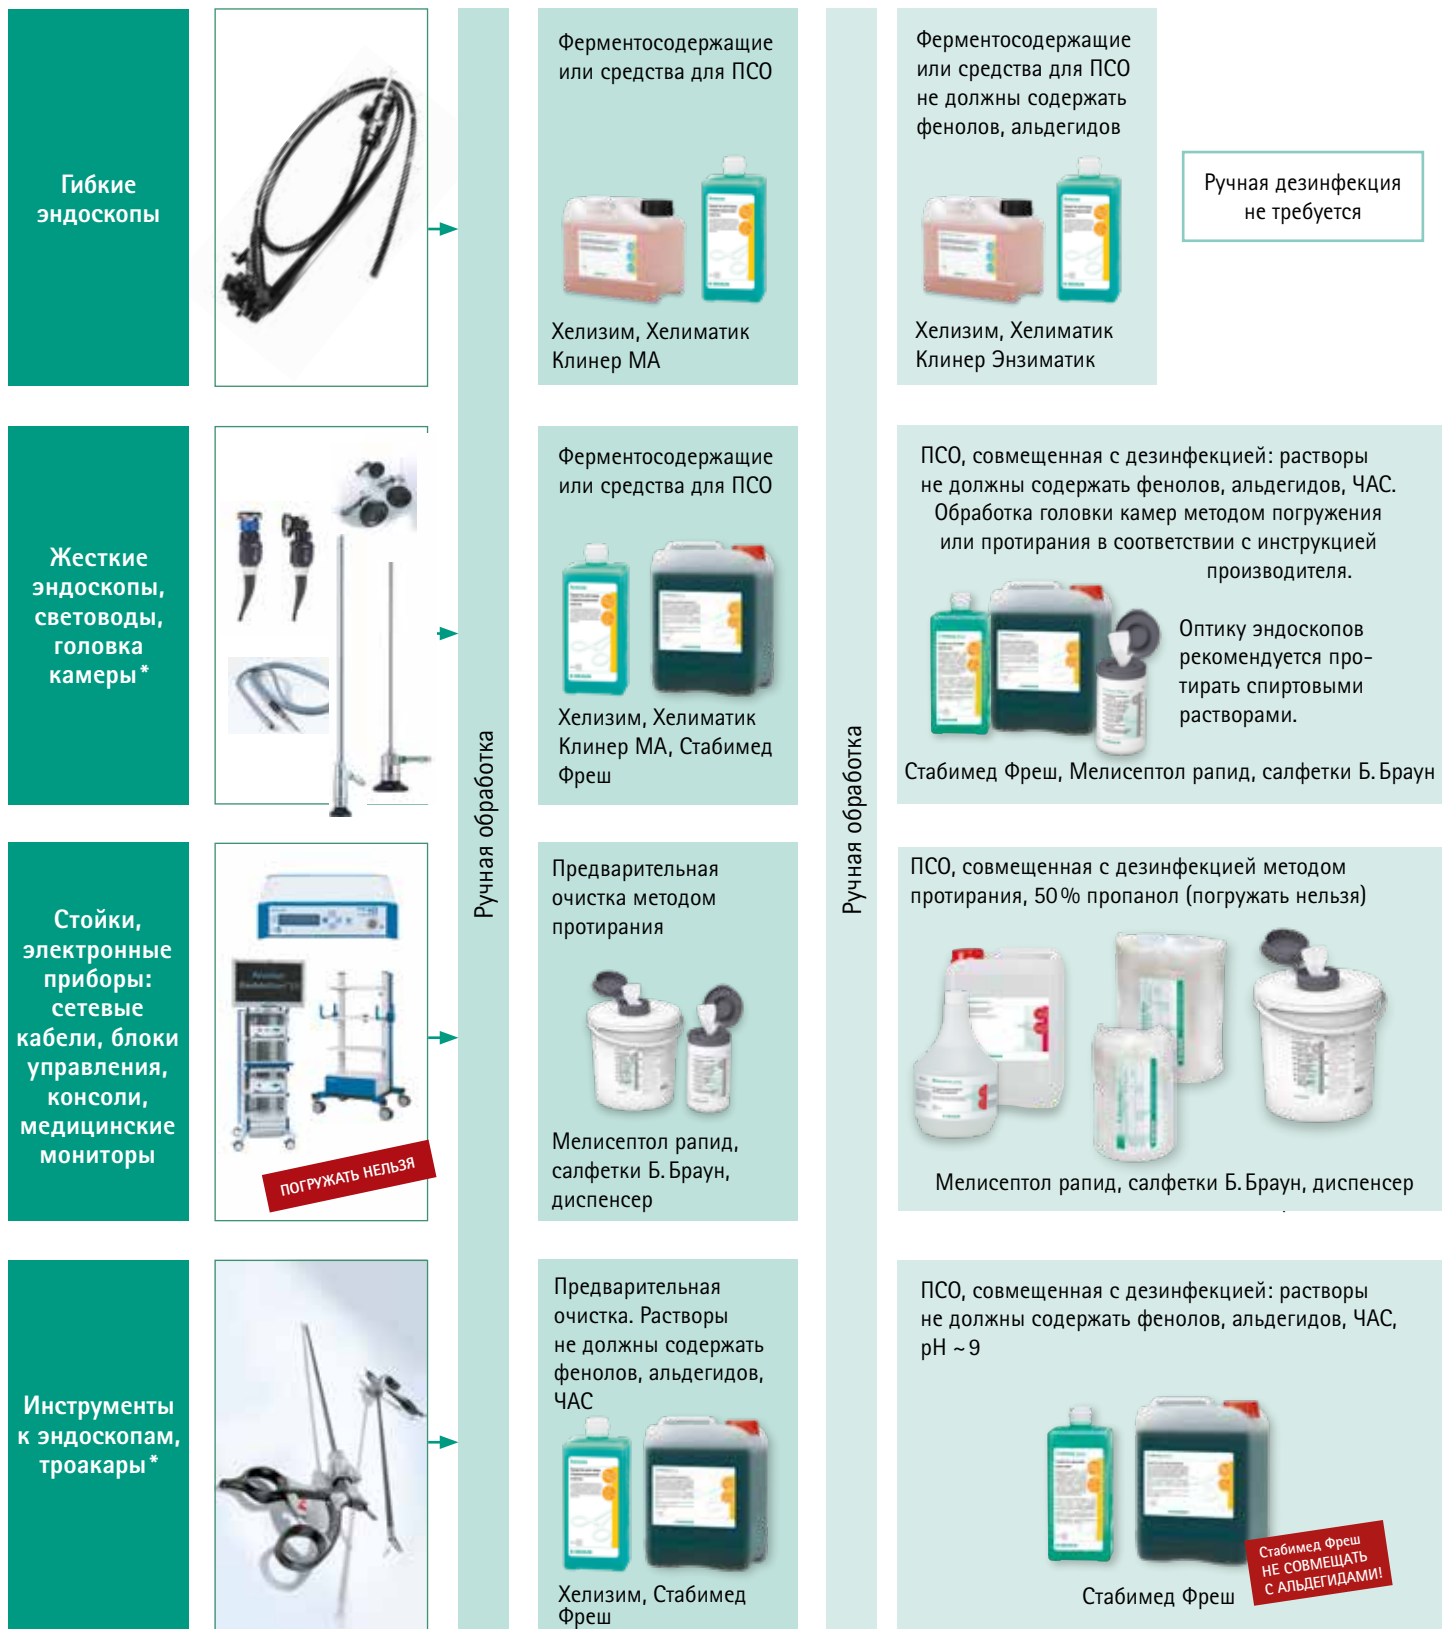 Гибкие
эндоскопы
Ферментосодержащие
или средства для ПСО
Хелизим, Хелиматик
Клинер МА
Ферментосодержащие
или средства для ПСО
не должны содержать
фенолов, альдегидов
Хелизим, Хелиматик
Клинер Энзиматик
Ручная дезинфекция
не требуется
Жесткие
эндоскопы,
световоды,
головка
камеры*
Ручная обработка
Ферментосодержащие
или средства для ПСО
Хелизим, Хелиматик
Клинер МА, Стабимед
Фреш
Ручная обработка
ПСО, совмещенная с дезинфекцией: растворы
не должны содержать фенолов, альдегидов, ЧАС.
Обработка головки камер методом погружения
или протирания в соответствии с инструкцией
производителя.
Оптику эндоскопов
рекомендуется про-
тирать спиртовыми
растворами.
Стабимед Фреш, Мелисептол рапид, салфетки Б. Браун
Стойки,
электронные
приборы:
сетевые
кабели, блоки
управления,
консоли,
медицинские
мониторы
ПОГРУЖАТЬ НЕЛЬЗЯ
Предварительная
очистка методом
протирания
Мелисептол рапид,
салфетки Б. Браун,
диспенсер
ПСО, совмещенная с дезинфекцией методом
протирания, 50 % пропанол (погружать нельзя)
Мелисептол рапид, салфетки Б. Браун, диспенсер
Инструменты
к эндоскопам,
троакары*
Предварительная
очистка. Растворы
не должны содержать
фенолов, альдегидов,
ЧАС
Хелизим, Стабимед
Фреш
ПСО, совмещенная с дезинфекцией: растворы
не должны содержать фенолов, альдегидов, ЧАС,
pH ~ 9
Стабимед Фреш
Стабимед Фреш
НЕ СОВМЕЩАТЬ
С АЛЬДЕГИДАМИ!